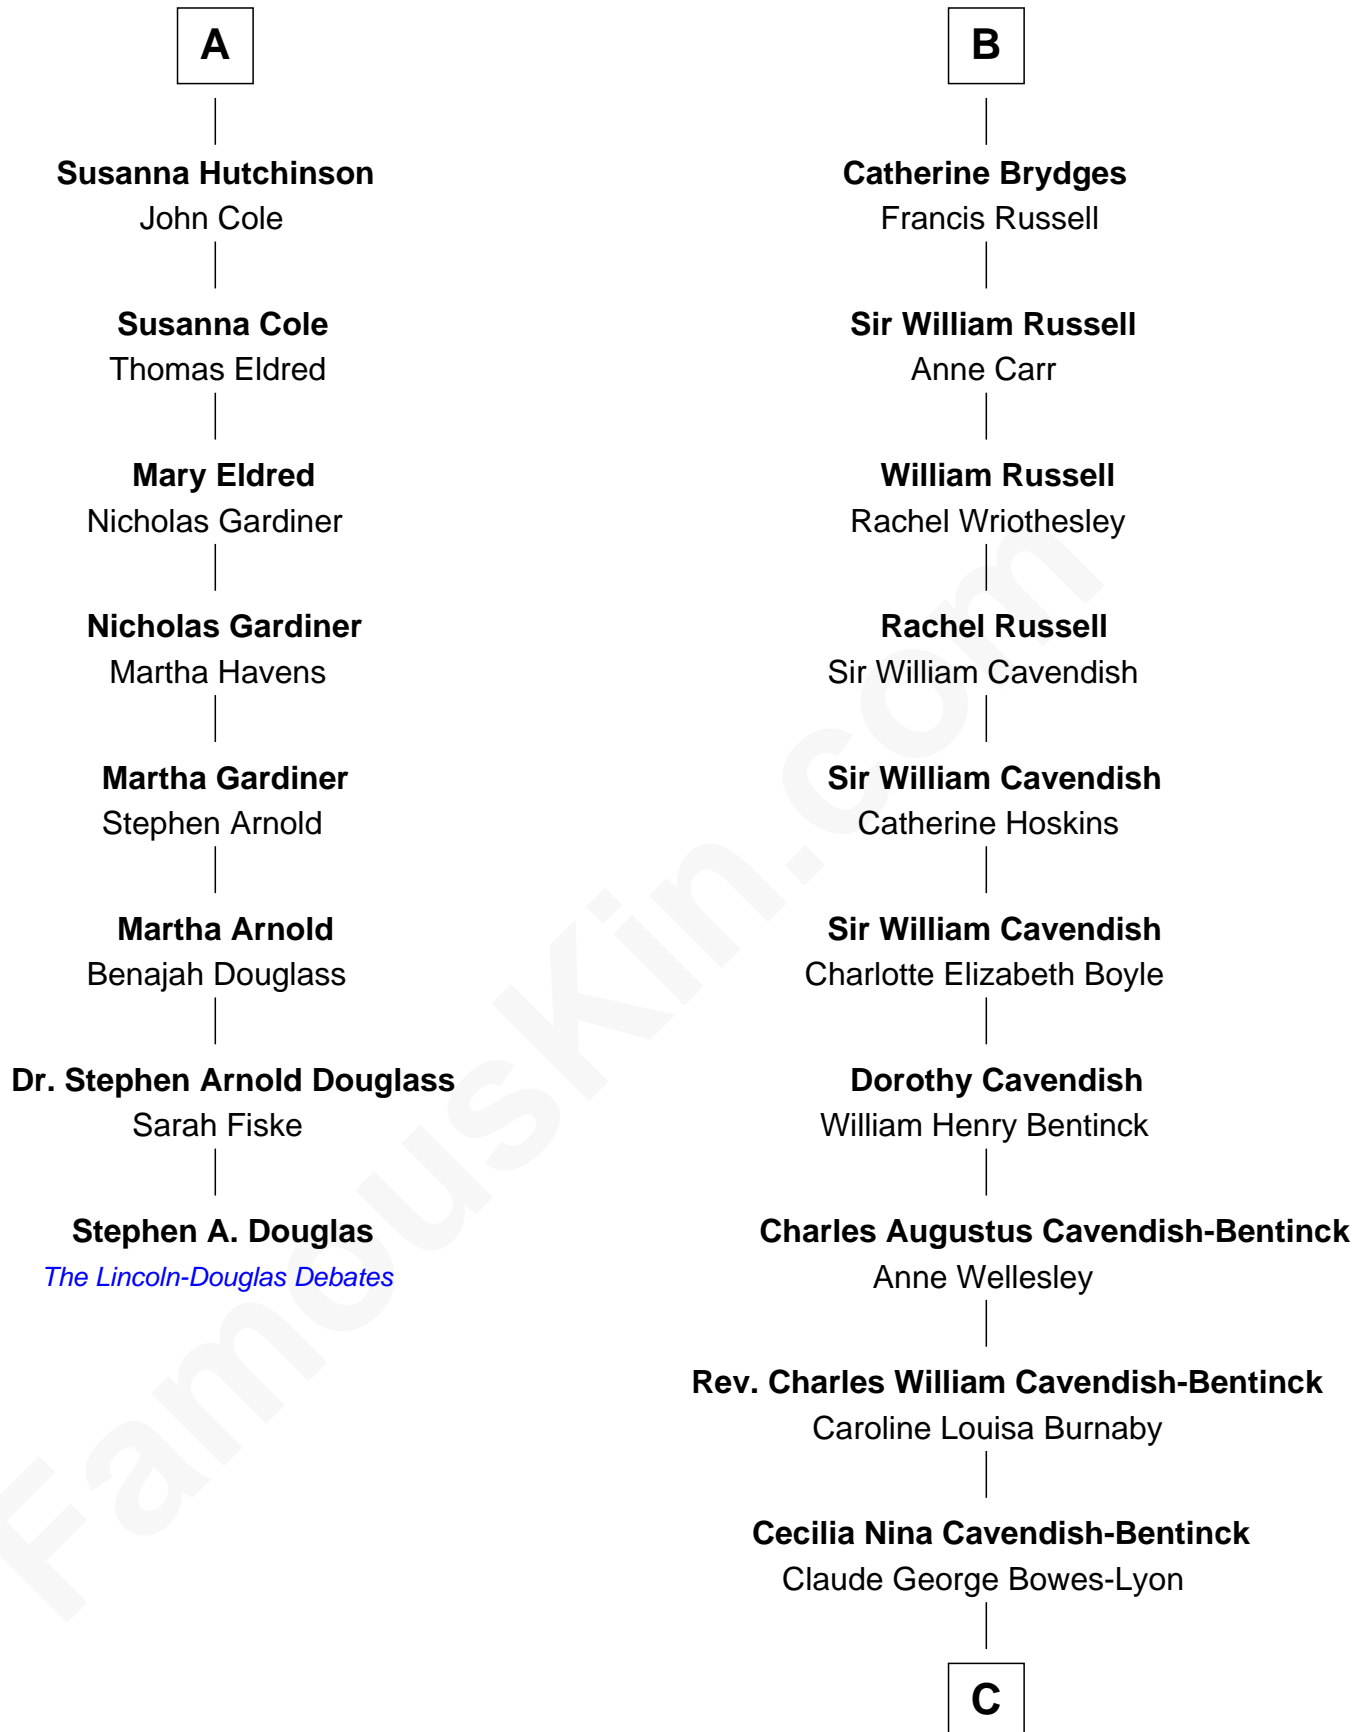 A
Susanna Hutchinson
John Cole
Susanna Cole
Thomas Eldred
Mary Eldred
Nicholas Gardiner
Nicholas Gardiner
Martha Havens
Martha Gardiner
Stephen Arnold
Martha Arnold
Benajah Douglass
Dr. Stephen Arnold Douglass
Sarah Fiske
Stephen A. Douglas
The Lincoln-Douglas Debates
B
Catherine Brydges
Francis Russell
Sir William Russell
Anne Carr
William Russell
Rachel Wriothesley
Rachel Russell
Sir William Cavendish
Sir William Cavendish
Catherine Hoskins
Sir William Cavendish
Charlotte Elizabeth Boyle
Dorothy Cavendish
William Henry Bentinck
Charles Augustus Cavendish-Bentinck
Anne Wellesley
Rev. Charles William Cavendish-Bentinck
Caroline Louisa Burnaby
Cecilia Nina Cavendish-Bentinck
Claude George Bowes-Lyon
C
FamousKin.com